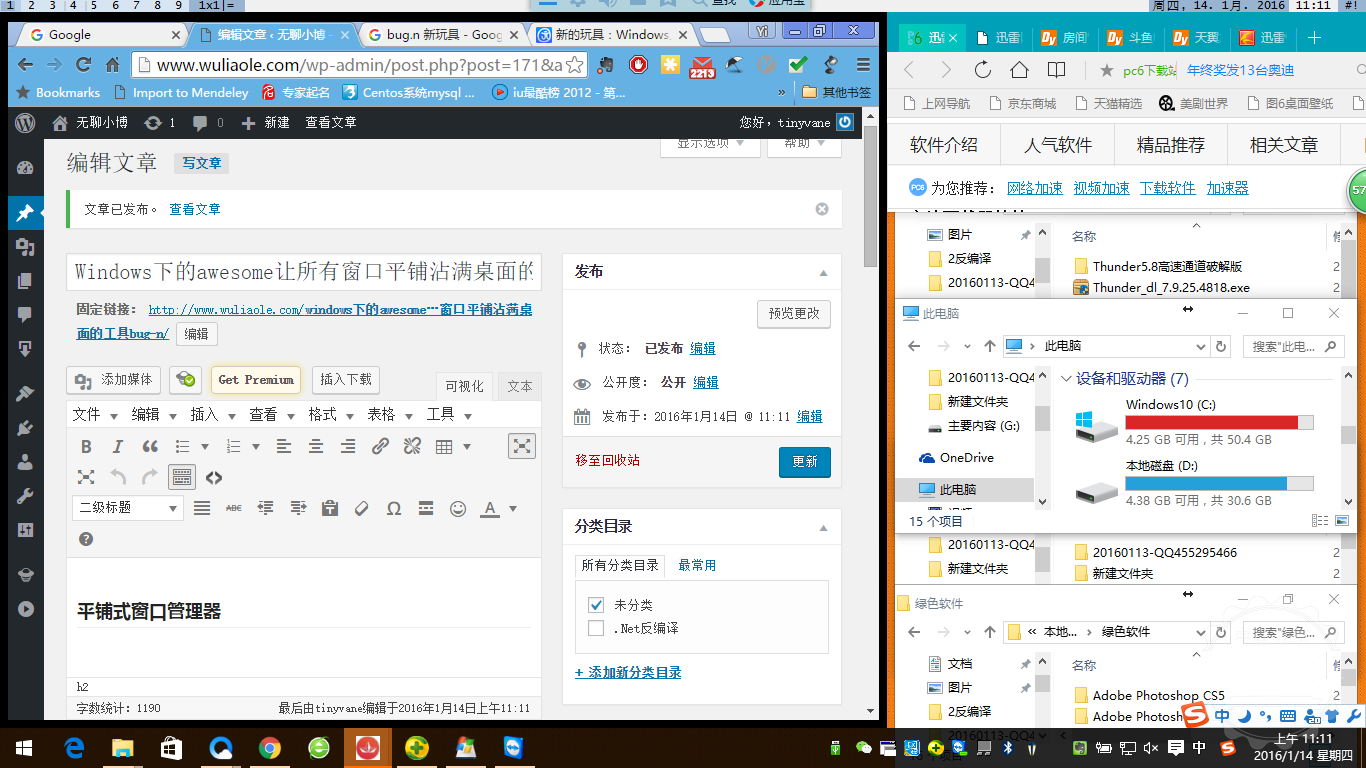 1 2 3 4 5 6 7 8 9 1x1|=
查找 应用宝
周四, 14. 1月. 2016 11:11 #!
Google
编辑文章 ‹ 无聊小博 -
bug.n 新玩具 - Goog
新的玩具：Windows
Yi
www.wuliaole.com/wp-admin/post.php?post=171&a
2213
Bookmarks
Import to Mendeley
专家起名
Centos系统mysql ...
iu最酷榜 2012 - 第...
»
其他书签
无聊小博
1
0
新建
查看文章
您好，tinyvane
编辑文章
写文章
显示选项
帮助
文章已发布。 查看文章
Windows下的awesome让所有窗口平铺沾满桌面的
固定链接： http://www.wuliaole.com/windows下的awesome…窗口平铺沾满桌
面的工具bug-n/ 编辑
添加媒体
Get Premium
插入下载
可视化
文本
文件 编辑 插入 查看 格式 表格 工具
B I
二级标题
ABC
Ω
A
平铺式窗口管理器
h2
字数统计：1190
最后由tinyvane编辑于2016年1月14日上午11:11
发布
预览更改
状态： 已发布 编辑
公开度： 公开 编辑
发布于：2016年1月14日 @ 11:11 编辑
移至回收站
更新
分类目录
所有分类目录
最常用
未分类
.Net反编译
+ 添加新分类目录
迅雷
迅雷
房间
斗鱼
天翼
迅雷
pc6下载站
年终奖发13台奥迪
上网导航
京东商城
天猫精选
美剧世界
图6桌面壁纸
软件介绍
人气软件
精品推荐
相关文章
PC6 为您推荐： 网络加速 视频加速 下载软件 加速器
57
图片
2反编译
20160113-QQ4
名称
Thunder5.8高速通道破解版
Thunder_dl_7.9.25.4818.exe
此电脑
此电脑
搜索"此电...
20160113-QQ4
新建文件夹
主要内容 (G:)
OneDrive
此电脑
设备和驱动器 (7)
Windows10 (C:)
4.25 GB 可用，共 50.4 GB
本地磁盘 (D:)
4.38 GB 可用，共 30.6 GB
15 个项目
20160113-QQ4
新建文件夹
20160113-QQ455295466
新建文件夹
绿色软件
« 本地... › 绿色软件
搜索"绿色...
文档
图片
2反编译
名称
Adobe Photoshop CS5
中
中
上午 11:11
2016/1/14 星期四